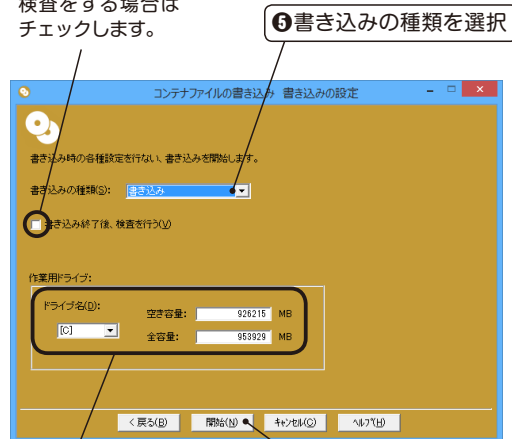 検査をする場合は
チェックします。
❺書き込みの種類を選択
コンテナファイルの書き込み 書き込みの設定
書き込み時の各種設定を行ない、書き込みを開始します。
書き込みの種類(S): 書き込み
書き込み終了後、検査を行う(V)
作業用ドライブ:
ドライブ名(D):
[C]
空き容量: 926215 MB
全容量: 953929 MB
< 戻る(B) 開始(N) キャンセル(C) ヘルプ(H)